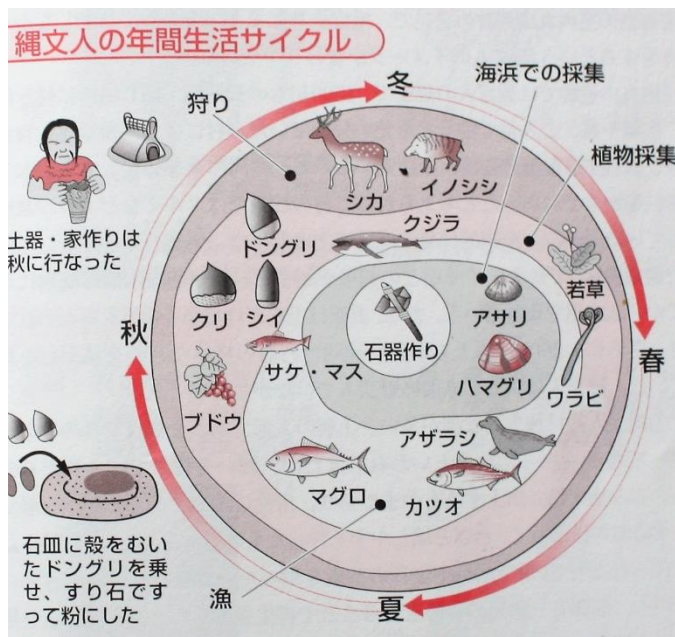 縄文人の年間生活サイクル
冬
海浜での採集
狩り
植物採集
シカ
イノシシ
クジラ
ドングリ
土器・家作りは
秋に行なった
若草
クリ
シイ
アサリ
石器作り
秋
春
サケ・マス
ハマグリ
ワラビ
ブドウ
アザラシ
マグロ
カツオ
石皿に殻をむい
たドングリを乗
せ、すり石です
って粉にした
漁
夏